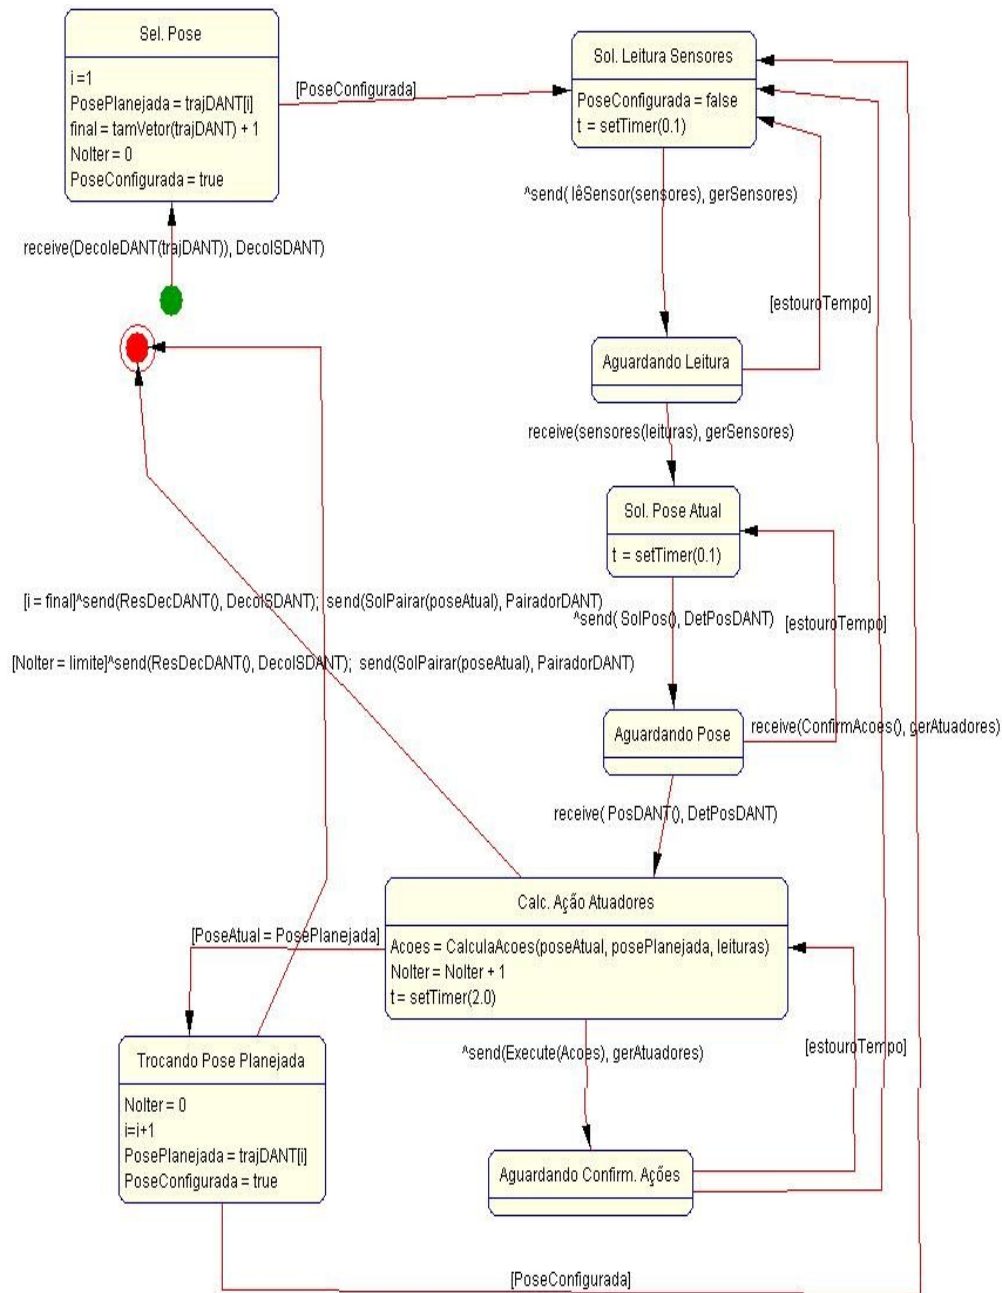 Sel. Pose
i =1
PosePlanejada = trajDANT[i]
final = tamVetor(trajDANT) + 1
NoIter = 0
PoseConfigurada = true
[PoseConfigurada]
Sol. Leitura Sensores
PoseConfigurada = false
t = setTimer(0.1)
^send( lêSensor(sensores), gerSensores)
receive(DecoleDANT(trajDANT)), DecolSDANT)
[estouroTempo]
Aguardando Leitura
receive(sensores(leituras), gerSensores)
Sol. Pose Atual
t = setTimer(0.1)
[i = final]^send(ResDecDANT(), DecolSDANT); send(SolPairar(poseAtual), PairadorDANT)
^send( SolPos(), DetPosDANT)
[estouroTempo]
[NoIter = limite]^send(ResDecDANT(), DecolSDANT); send(SolPairar(poseAtual), PairadorDANT)
Aguardando Pose
receive(ConfirmAcoes(), gerAtuadores)
receive( PosDANT(), DetPosDANT)
Calc. Ação Atuadores
Acoes = CalculaAcoes(poseAtual, posePlanejada, leituras)
NoIter = NoIter + 1
t = setTimer(2.0)
[PoseAtual = PosePlanejada]
^send(Execute(Acoes), gerAtuadores)
[estouroTempo]
Trocando Pose Planejada
NoIter = 0
i=i+1
PosePlanejada = trajDANT[i]
PoseConfigurada = true
Aguardando Confirm. Ações
[PoseConfigurada]